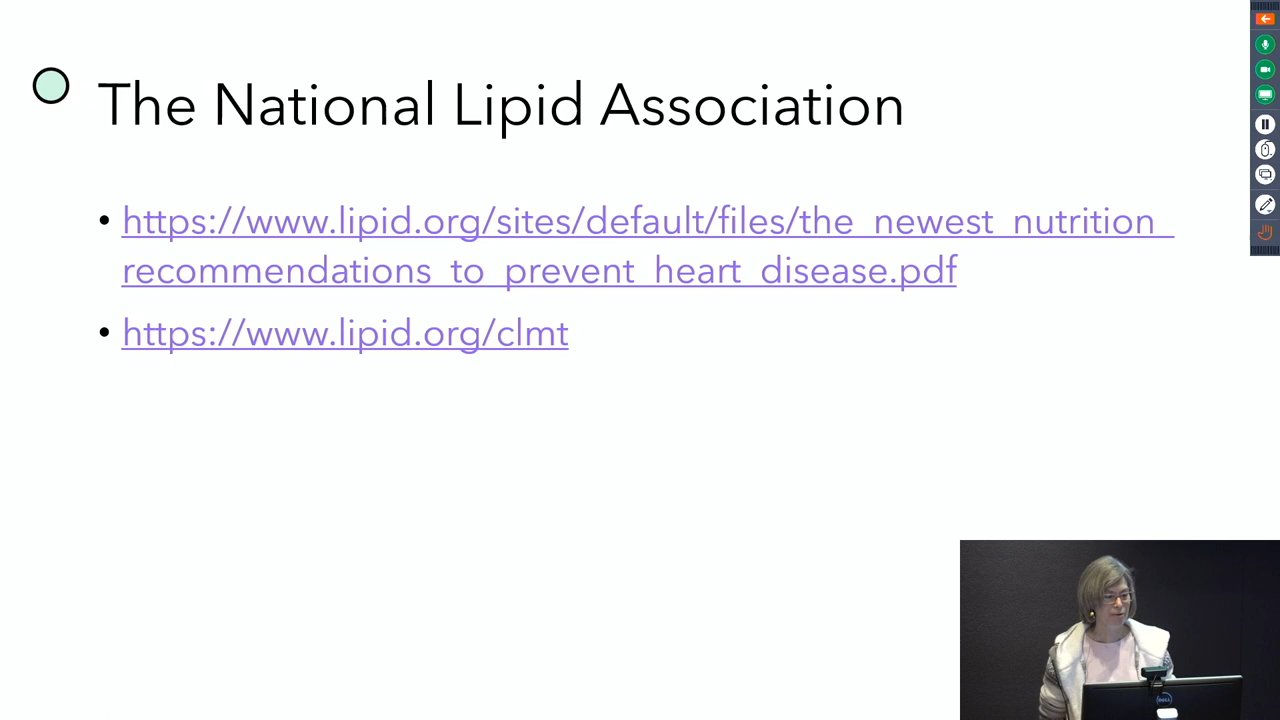 The National Lipid Association
• https://www.lipid.org/sites/default/files/the_newest_nutrition_
recommendations_to_prevent_heart_disease.pdf
• https://www.lipid.org/clmt
DELL